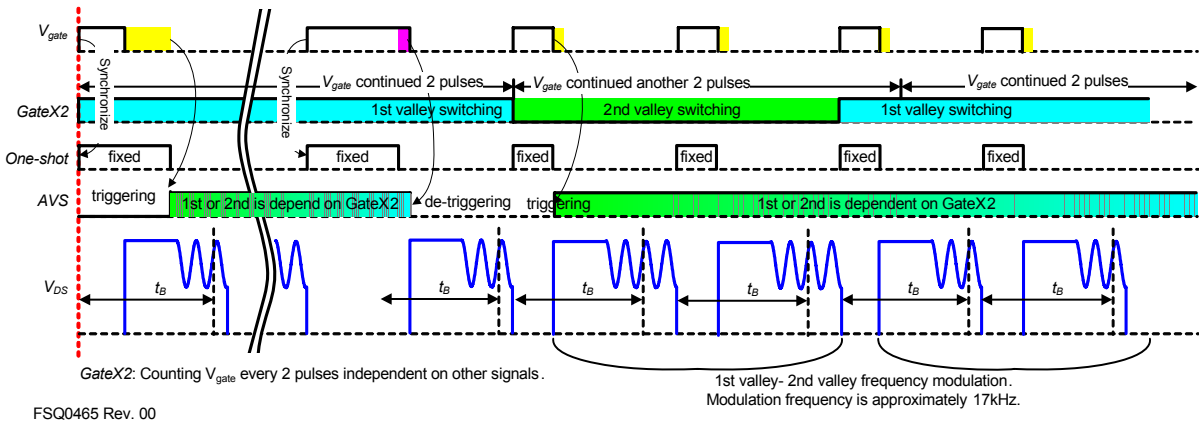 Vgate
Synchronize
Synchronize
Vgate continued 2 pulses
Vgate continued another 2 pulses
Vgate continued 2 pulses
GateX2
1st valley switching
2nd valley switching
1st valley switching
One-shot
fixed
fixed
fixed
fixed
fixed
fixed
AVS
triggering
1st or 2nd is depend on GateX2
de-triggering
triggering
1st or 2nd is dependent on GateX2
VDS
tB
tB
tB
tB
tB
tB
GateX2: Counting Vgate every 2 pulses independent on other signals.
1st valley- 2nd valley frequency modulation.
Modulation frequency is approximately 17kHz.
FSQ0465 Rev. 00